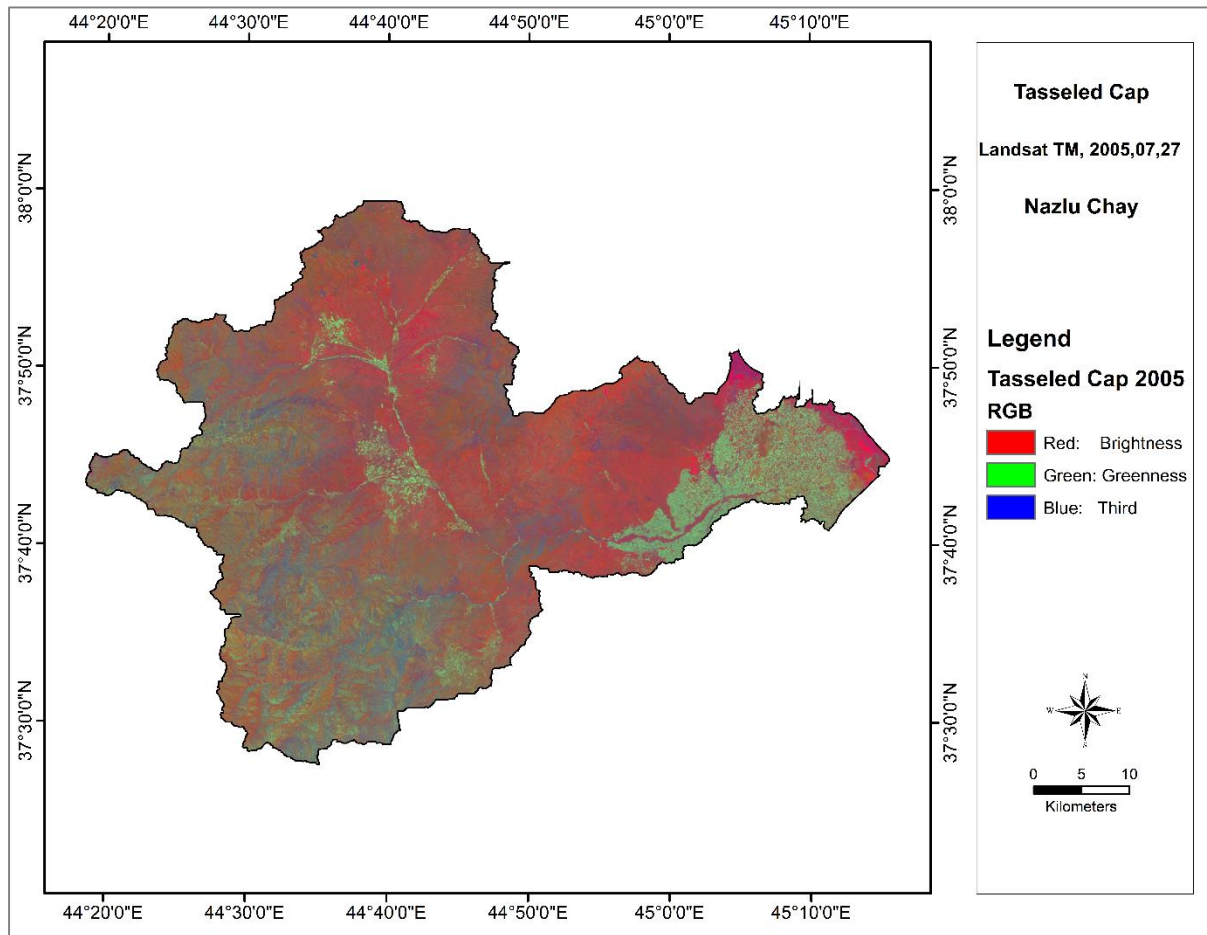 44°20'0"E 44°30'0"E 44°40'0"E 44°50'0"E 45°0'0"E 45°10'0"E
38°0'0"N
37°50'0"N
37°40'0"N
37°30'0"N
38°0'0"N
37°50'0"N
37°40'0"N
37°30'0"N
44°20'0"E 44°30'0"E 44°40'0"E 44°50'0"E 45°0'0"E 45°10'0"E
Tasseled Cap
Landsat TM, 2005,07,27
Nazlu Chay
Legend
Tasseled Cap 2005
RGB
Red: Brightness
Green: Greenness
Blue: Third
N
W E
S
0 5 10
Kilometers